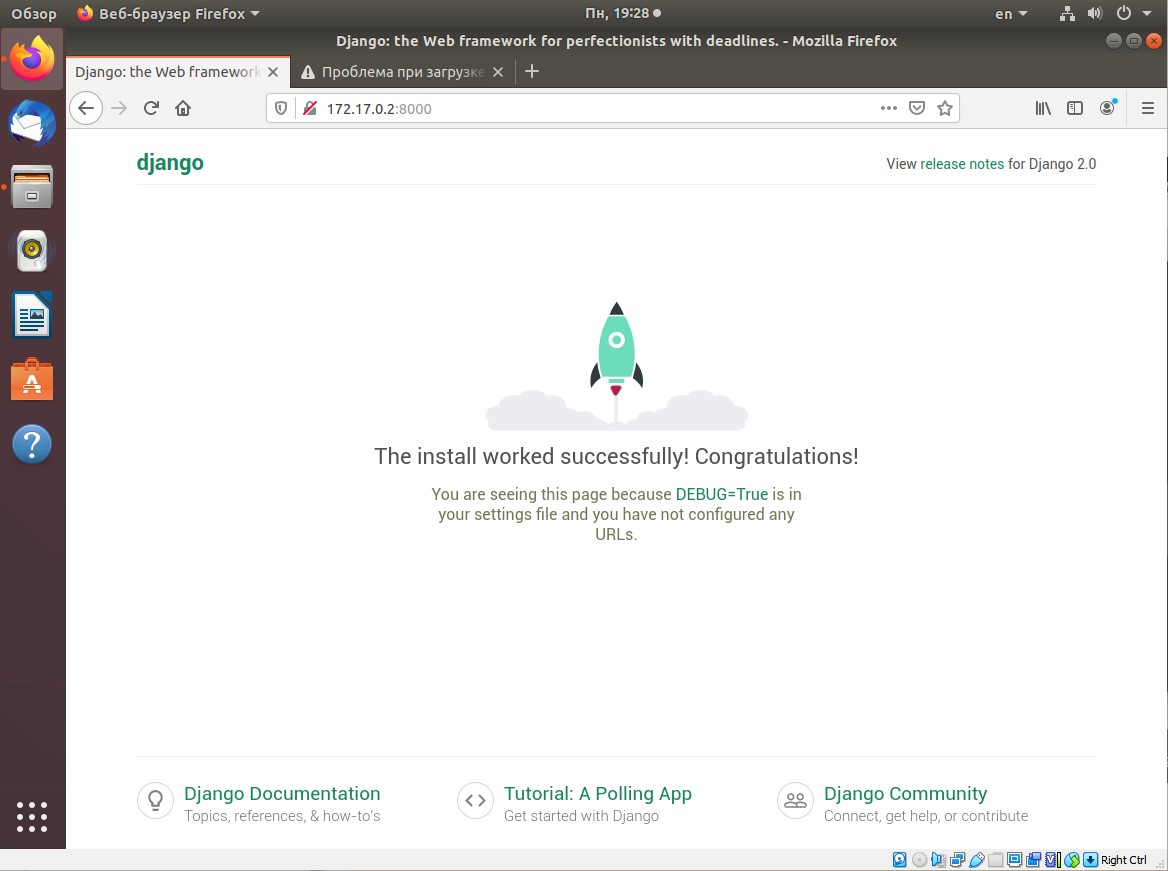 Обзор
Веб-браузер Firefox
Пн, 19:28
en
Django: the Web framework for perfectionists with deadlines. - Mozilla Firefox
Django: the Web framework
Проблема при загрузке
172.17.0.2:8000
django
View release notes for Django 2.0
The install worked successfully! Congratulations!
You are seeing this page because DEBUG=True is in
your settings file and you have not configured any
URLs.
Django Documentation
Topics, references, & how-to's
Tutorial: A Polling App
Get started with Django
Django Community
Connect, get help, or contribute
Right Ctrl